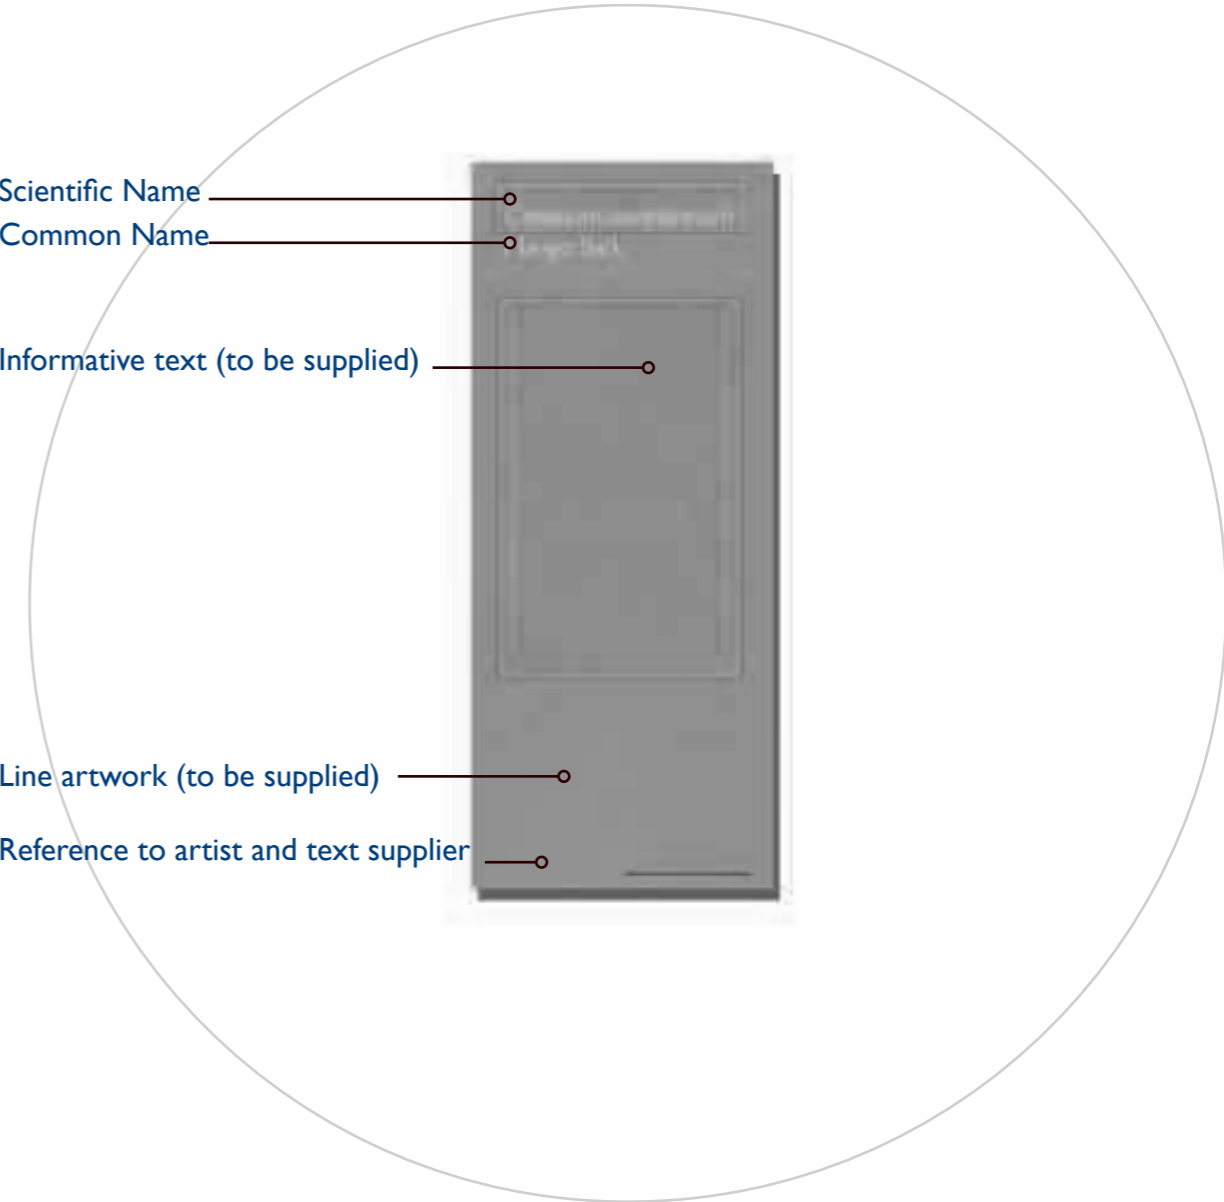 Scientific Name
Common Name
Informative text (to be supplied)
Line artwork (to be supplied)
Reference to artist and text supplier